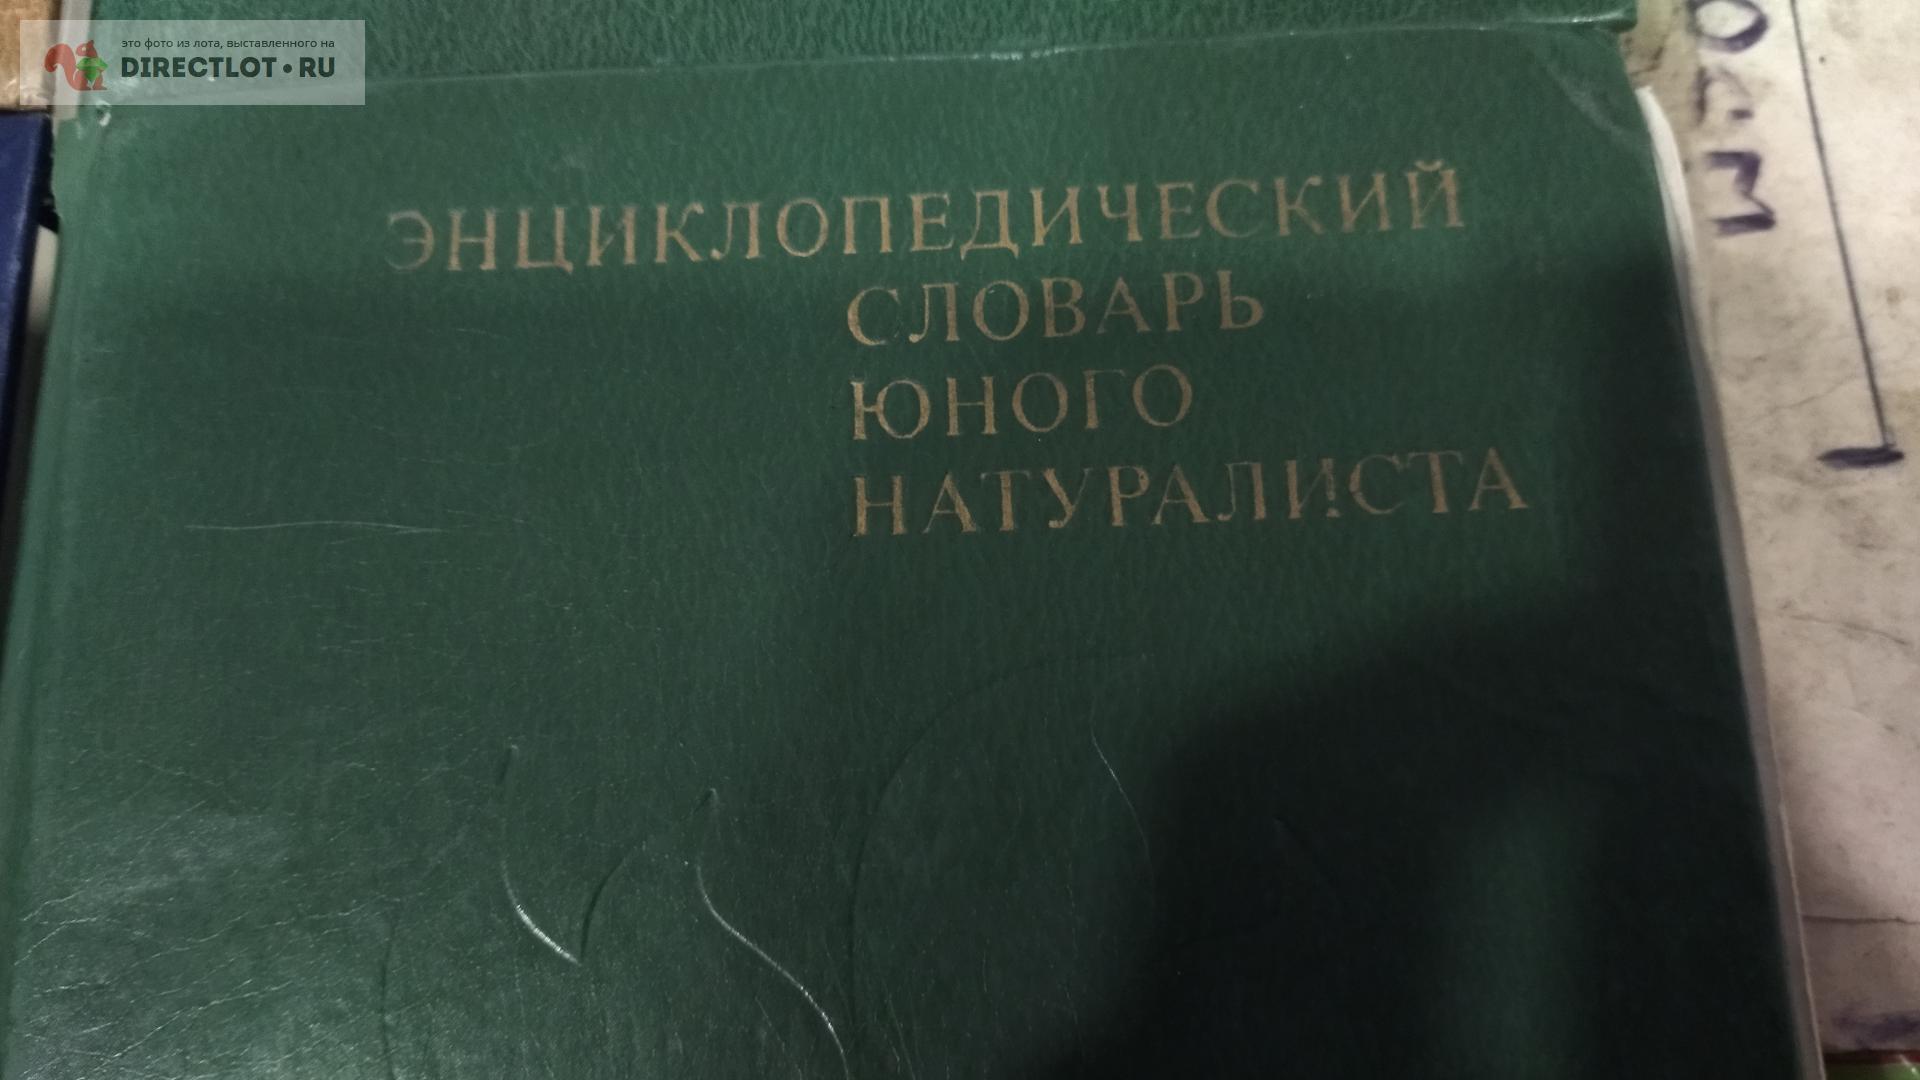 это фото из лота, выставленного на
DIRECTLOT•RU
ЭНЦИКЛОПЕДИЧЕСКИЙ
СЛОВАРЬ
ЮНОГО
НАТУРАЛИСТА